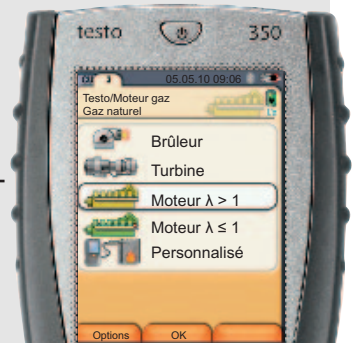 testo 350
05.05.10 09:06
Testo/Moteur gaz
Gaz naturel
Brûleur
Turbine
Moteur λ > 1
Moteur λ ≤ 1
Personnalisé
Options OK